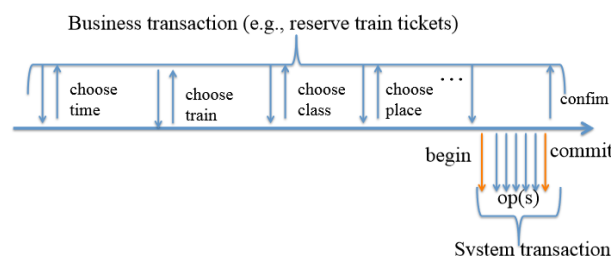 Business transaction (e.g., reserve train tickets)
choose
time
choose
train
choose
class
choose
place
...
confim
begin
commit
op(s)
System transaction